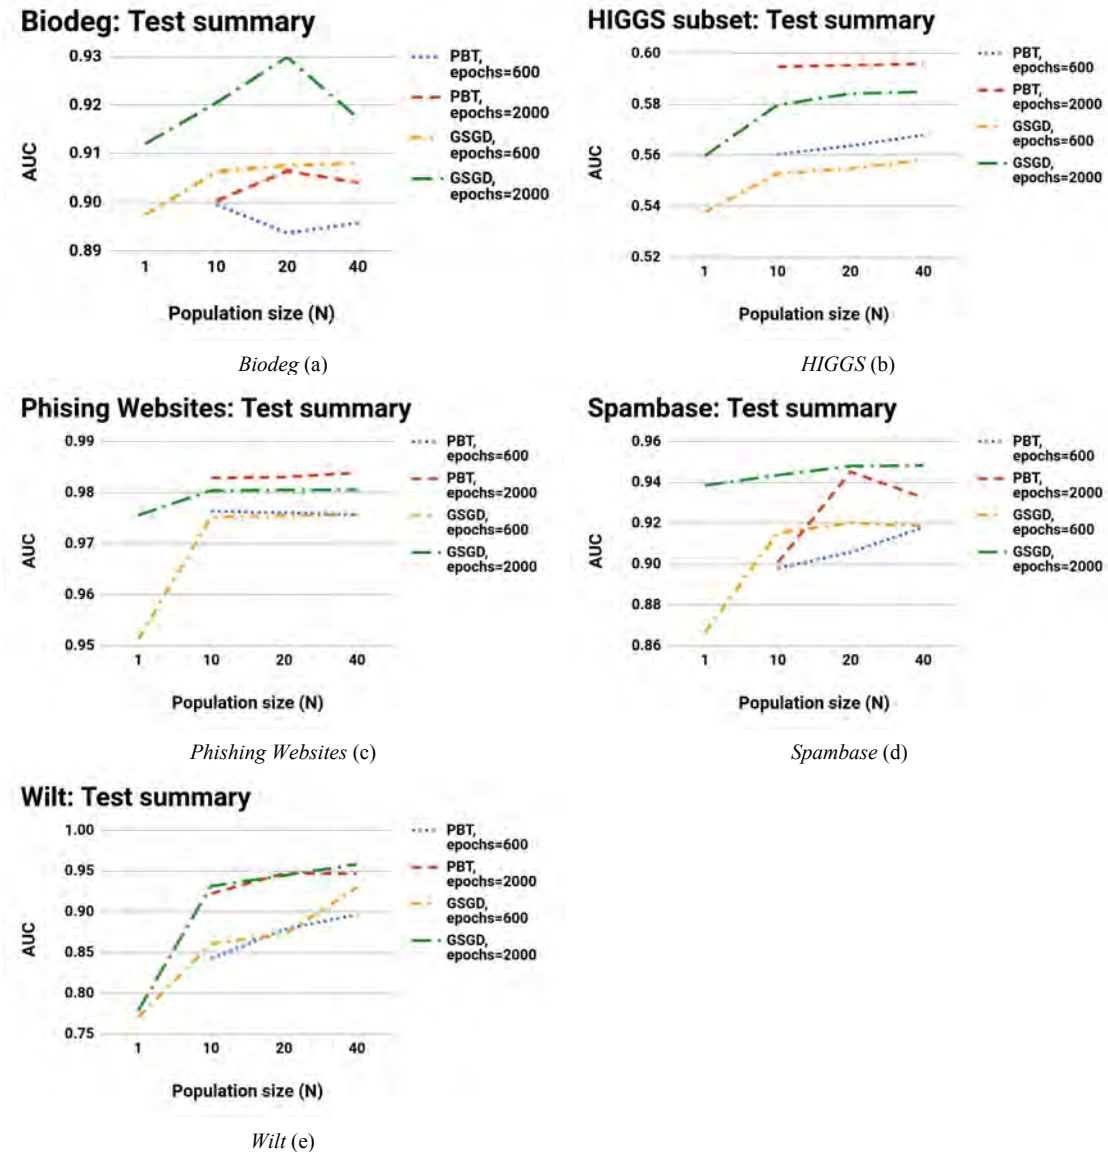 Biodeg: Test summary
0.93
0.92
0.91
0.90
0.89
AUC
1 10 20 40
Population size (N)
PBT,
epochs=600
PBT,
epochs=2000
GSGD,
epochs=600
GSGD,
epochs=2000
Biodeg (a)
HIGGS subset: Test summary
0.60
0.58
0.56
0.54
0.52
AUC
1 10 20 40
Population size (N)
PBT,
epochs=600
PBT,
epochs=2000
GSGD,
epochs=600
GSGD,
epochs=2000
HIGGS (b)
Phising Websites: Test summary
0.99
0.98
0.97
0.96
0.95
AUC
1 10 20 40
Population size (N)
PBT,
epochs=600
PBT,
epochs=2000
GSGD,
epochs=600
GSGD,
epochs=2000
Phishing Websites (c)
Spambase: Test summary
0.96
0.94
0.92
0.90
0.88
0.86
AUC
1 10 20 40
Population size (N)
PBT,
epochs=600
PBT,
epochs=2000
GSGD,
epochs=600
GSGD,
epochs=2000
Spambase (d)
Wilt: Test summary
1.00
0.95
0.90
0.85
0.80
0.75
AUC
1 10 20 40
Population size (N)
PBT,
epochs=600
PBT,
epochs=2000
GSGD,
epochs=600
GSGD,
epochs=2000
Wilt (e)